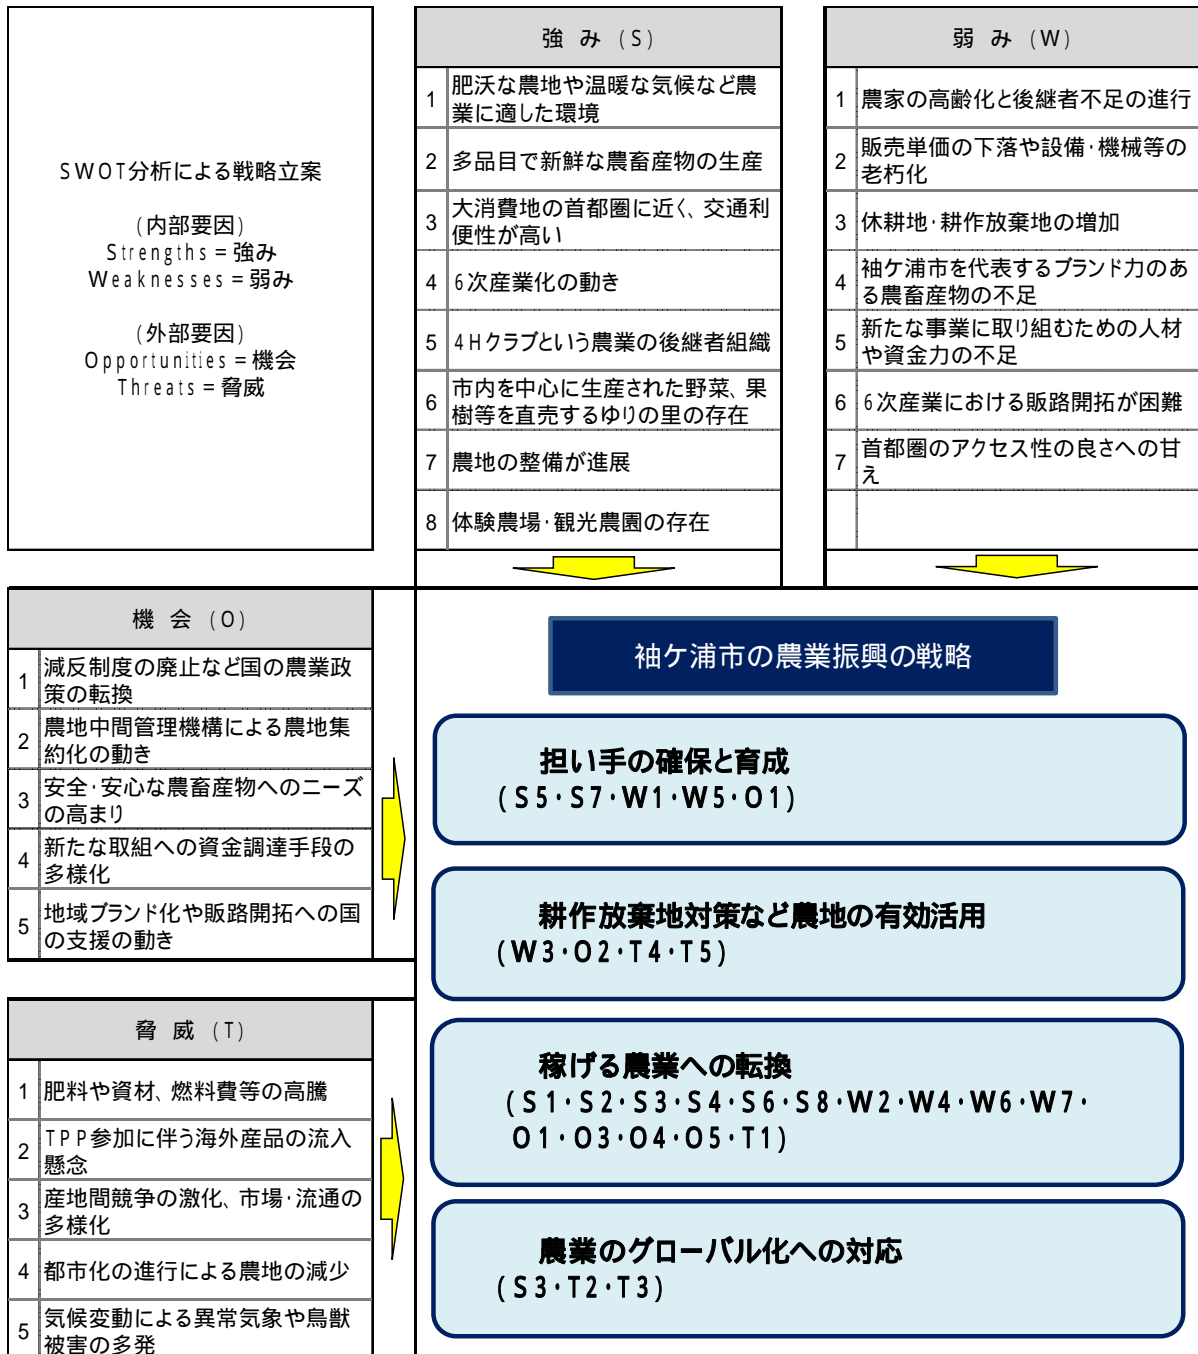 SWOT分析による戦略立案
(内部要因)
Strengths=強み
Weaknesses=弱み
(外部要因)
Opportunities=機会
Threats=脅威
強 み (S)
1 肥沃な農地や温暖な気候など農
業に適した環境
2 多品目で新鮮な農畜産物の生産
3 大消費地の首都圏に近く、交通利
便性が高い
4 6次産業化の動き
5 4Hクラブという農業の後継者組織
6 市内を中心に生産された野菜、果
樹等を直売するゆりの里の存在
7 農地の整備が進展
8 体験農場・観光農園の存在
弱 み (W)
1 農家の高齢化と後継者不足の進行
2 販売単価の下落や設備・機械等の
老朽化
3 休耕地・耕作放棄地の増加
4 袖ケ浦市を代表するブランド力のあ
る農畜産物の不足
5 新たな事業に取り組むための人材
や資金力の不足
6 6次産業における販路開拓が困難
7 首都圏のアクセス性の良さへの甘
え
機 会 (O)
1 減反制度の廃止など国の農業政
策の転換
2 農地中間管理機構による農地集
約化の動き
3 安全・安心な農畜産物へのニーズ
の高まり
4 新たな取組への資金調達手段の
多様化
5 地域ブランド化や販路開拓への国
の支援の動き
脅 威 (T)
1 肥料や資材、燃料費等の高騰
2 TPP参加に伴う海外産品の流入
懸念
3 産地間競争の激化、市場・流通の
多様化
4 都市化の進行による農地の減少
5 気候変動による異常気象や鳥獣
被害の多発
袖ケ浦市の農業振興の戦略
担い手の確保と育成
(S5・S7・W1・W5・O1)
耕作放棄地対策など農地の有効活用
(W3・O2・T4・T5)
稼げる農業への転換
(S1・S2・S3・S4・S6・S8・W2・W4・W6・W7・
O1・O3・O4・O5・T1)
農業のグローバル化への対応
(S3・T2・T3)